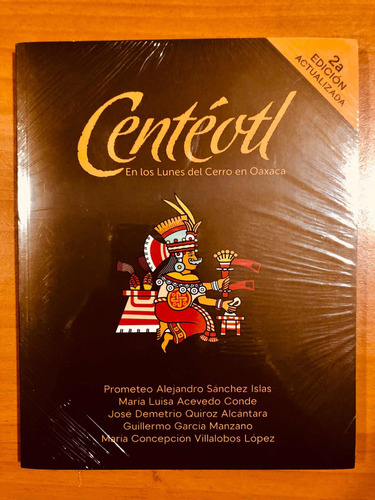 2a
EDICIÓN
ACTUALIZADA
Centéotl
En los Lunes del Cerro en Oaxaca
Prometeo Alejandro Sánchez Islas
María Luisa Acevedo Conde
José Demetrio Quiroz Alcántara
Guillermo García Manzano
María Concepción Villalobos López